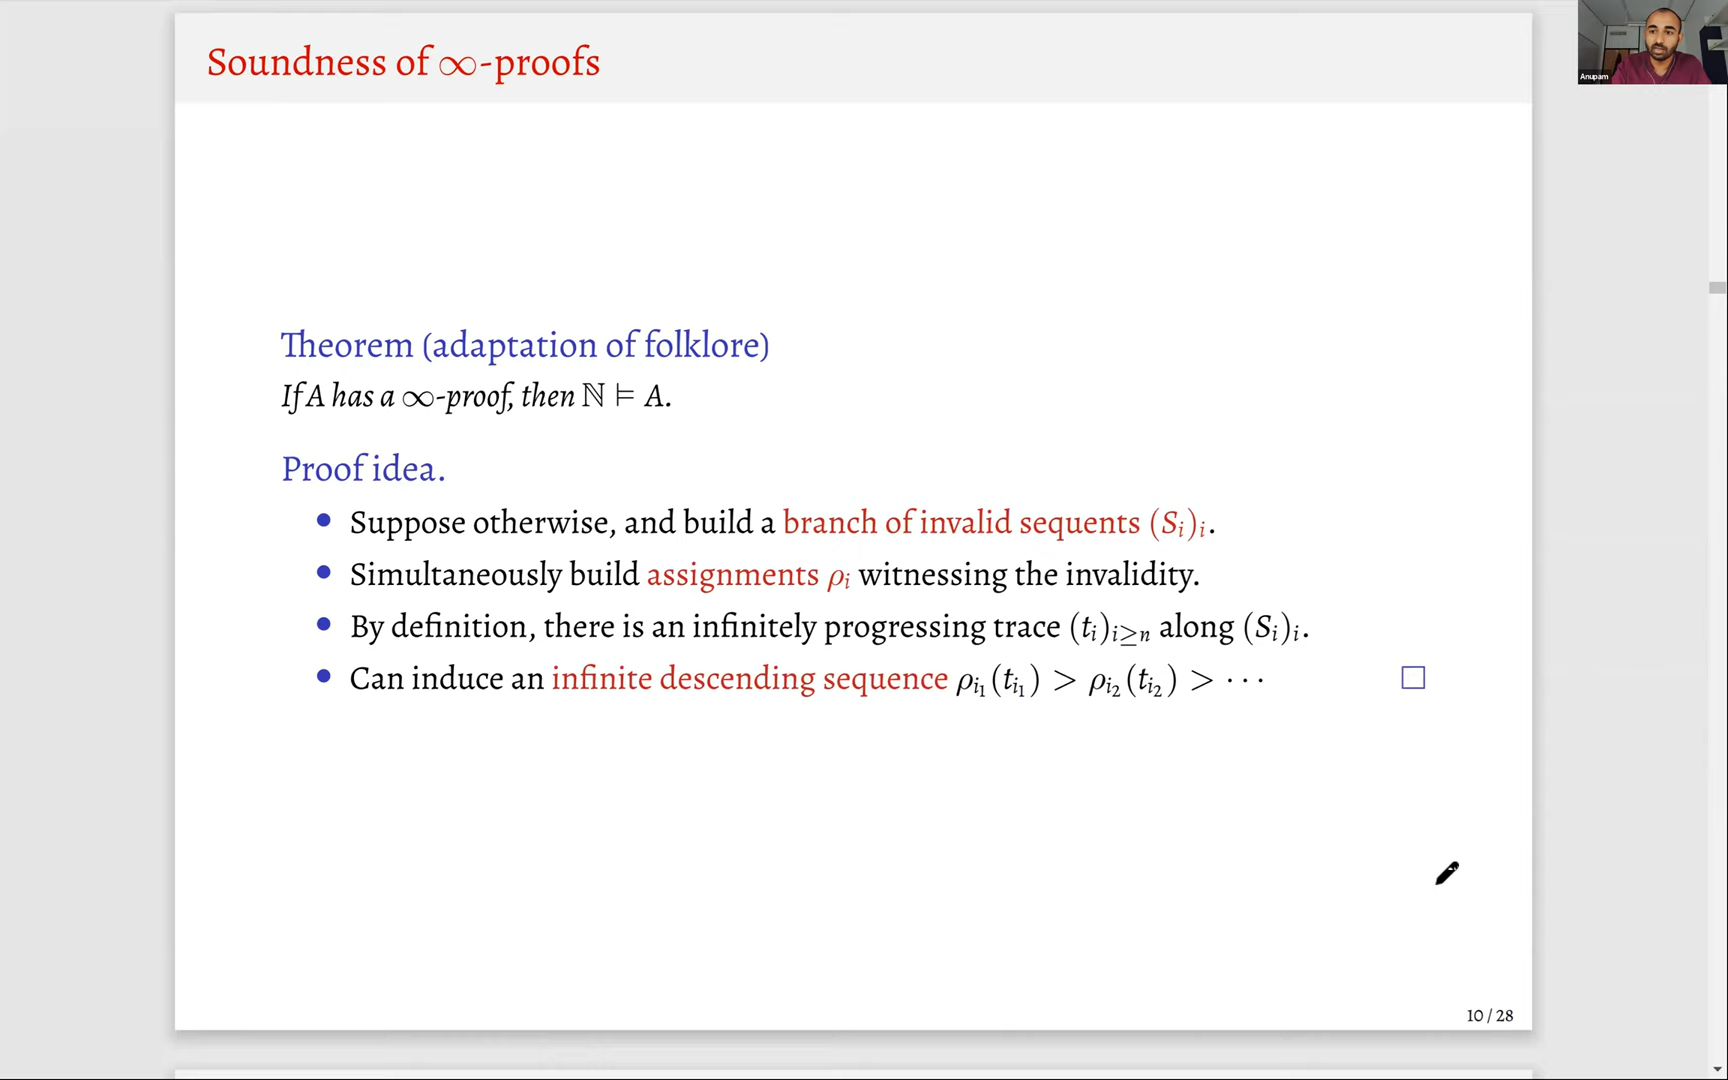 Soundness of ∞-proofs
Anupam
Theorem (adaptation of folklore)
If A has a ∞-proof, then ℕ ⊨ A.
Proof idea.
• Suppose otherwise, and build a branch of invalid sequents (Sᵢ)ᵢ.
• Simultaneously build assignments ρᵢ witnessing the invalidity.
• By definition, there is an infinitely progressing trace (tᵢ)ᵢ≥ₙ along (Sᵢ)ᵢ.
• Can induce an infinite descending sequence ρᵢ₁(tᵢ₁) > ρᵢ₂(tᵢ₂) > ··· □
10 / 28